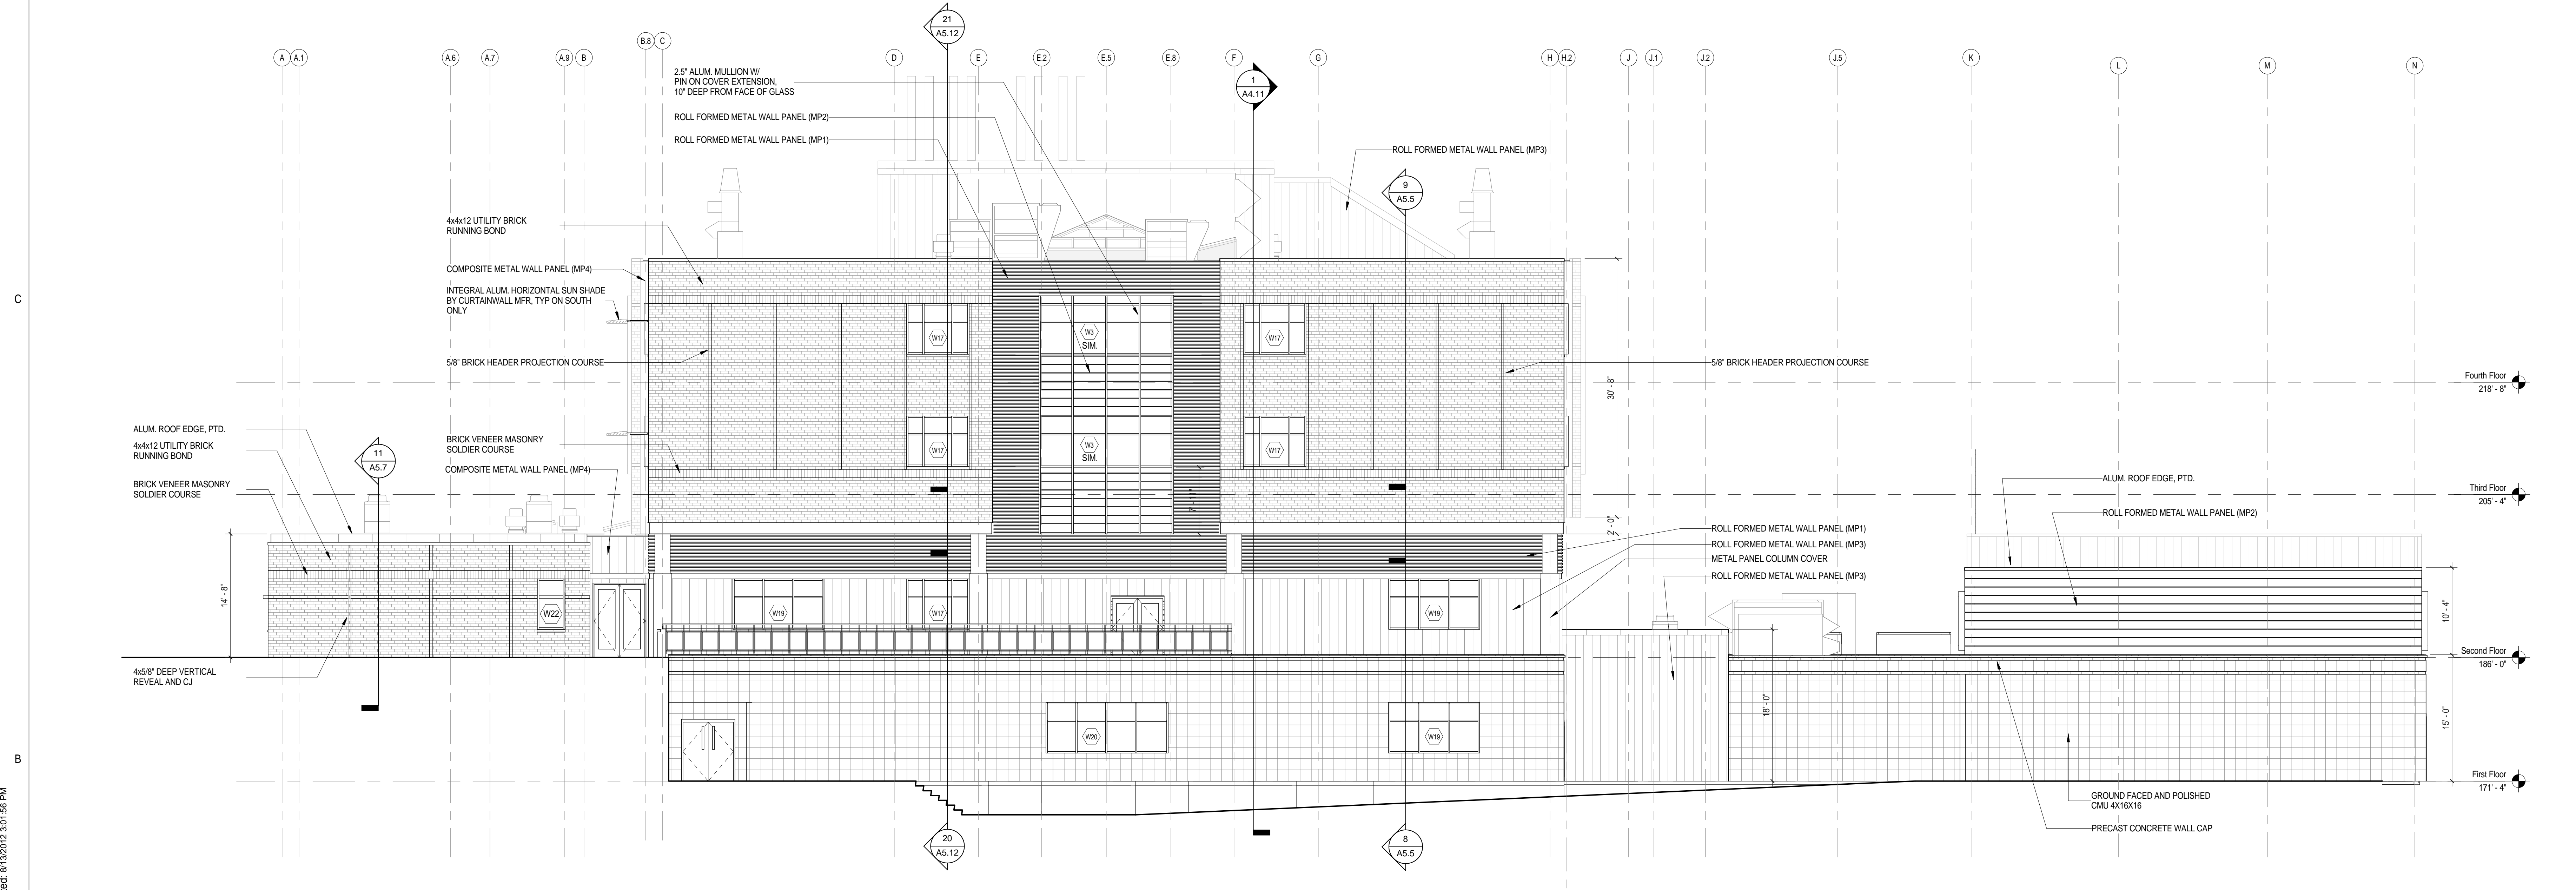 21
A5.12
B.8
C
A
A.1
A.6
A.7
A.9
B
D
E
E.2
E.5
E.8
F
G
H
H.2
J
J.1
J.2
J.5
K
L
M
N
1
A4.11
2.5" ALUM. MULLION W/
PIN ON COVER EXTENSION,
10" DEEP FROM FACE OF GLASS
ROLL FORMED METAL WALL PANEL (MP2)
ROLL FORMED METAL WALL PANEL (MP1)
ROLL FORMED METAL WALL PANEL (MP3)
9
A5.5
4x4x12 UTILITY BRICK
RUNNING BOND
COMPOSITE METAL WALL PANEL (MP4)
INTEGRAL ALUM. HORIZONTAL SUN SHADE
BY CURTAINWALL MFR, TYP ON SOUTH
ONLY
C
W17
W3
SIM.
W17
5/8" BRICK HEADER PROJECTION COURSE
5/8" BRICK HEADER PROJECTION COURSE
30' - 8"
Fourth Floor
218' - 8"
ALUM. ROOF EDGE, PTD.
4x4x12 UTILITY BRICK
RUNNING BOND
BRICK VENEER MASONRY
SOLDIER COURSE
11
A5.7
BRICK VENEER MASONRY
SOLDIER COURSE
COMPOSITE METAL WALL PANEL (MP4)
W17
W3
SIM.
W17
7' - 11"
2' - 0"
Third Floor
205' - 4"
ALUM. ROOF EDGE, PTD.
ROLL FORMED METAL WALL PANEL (MP2)
ROLL FORMED METAL WALL PANEL (MP1)
ROLL FORMED METAL WALL PANEL (MP3)
METAL PANEL COLUMN COVER
ROLL FORMED METAL WALL PANEL (MP3)
14' - 8"
W22
W19
W17
W19
10' - 4"
4x5/8" DEEP VERTICAL
REVEAL AND CJ
Second Floor
186' - 0"
18' - 0"
15' - 0"
W20
W19
B
First Floor
171' - 4"
GROUND FACED AND POLISHED
CMU 4X16X16
PRECAST CONCRETE WALL CAP
20
A5.12
8
A5.5
ted: 8/13/2012 3:01:56 PM